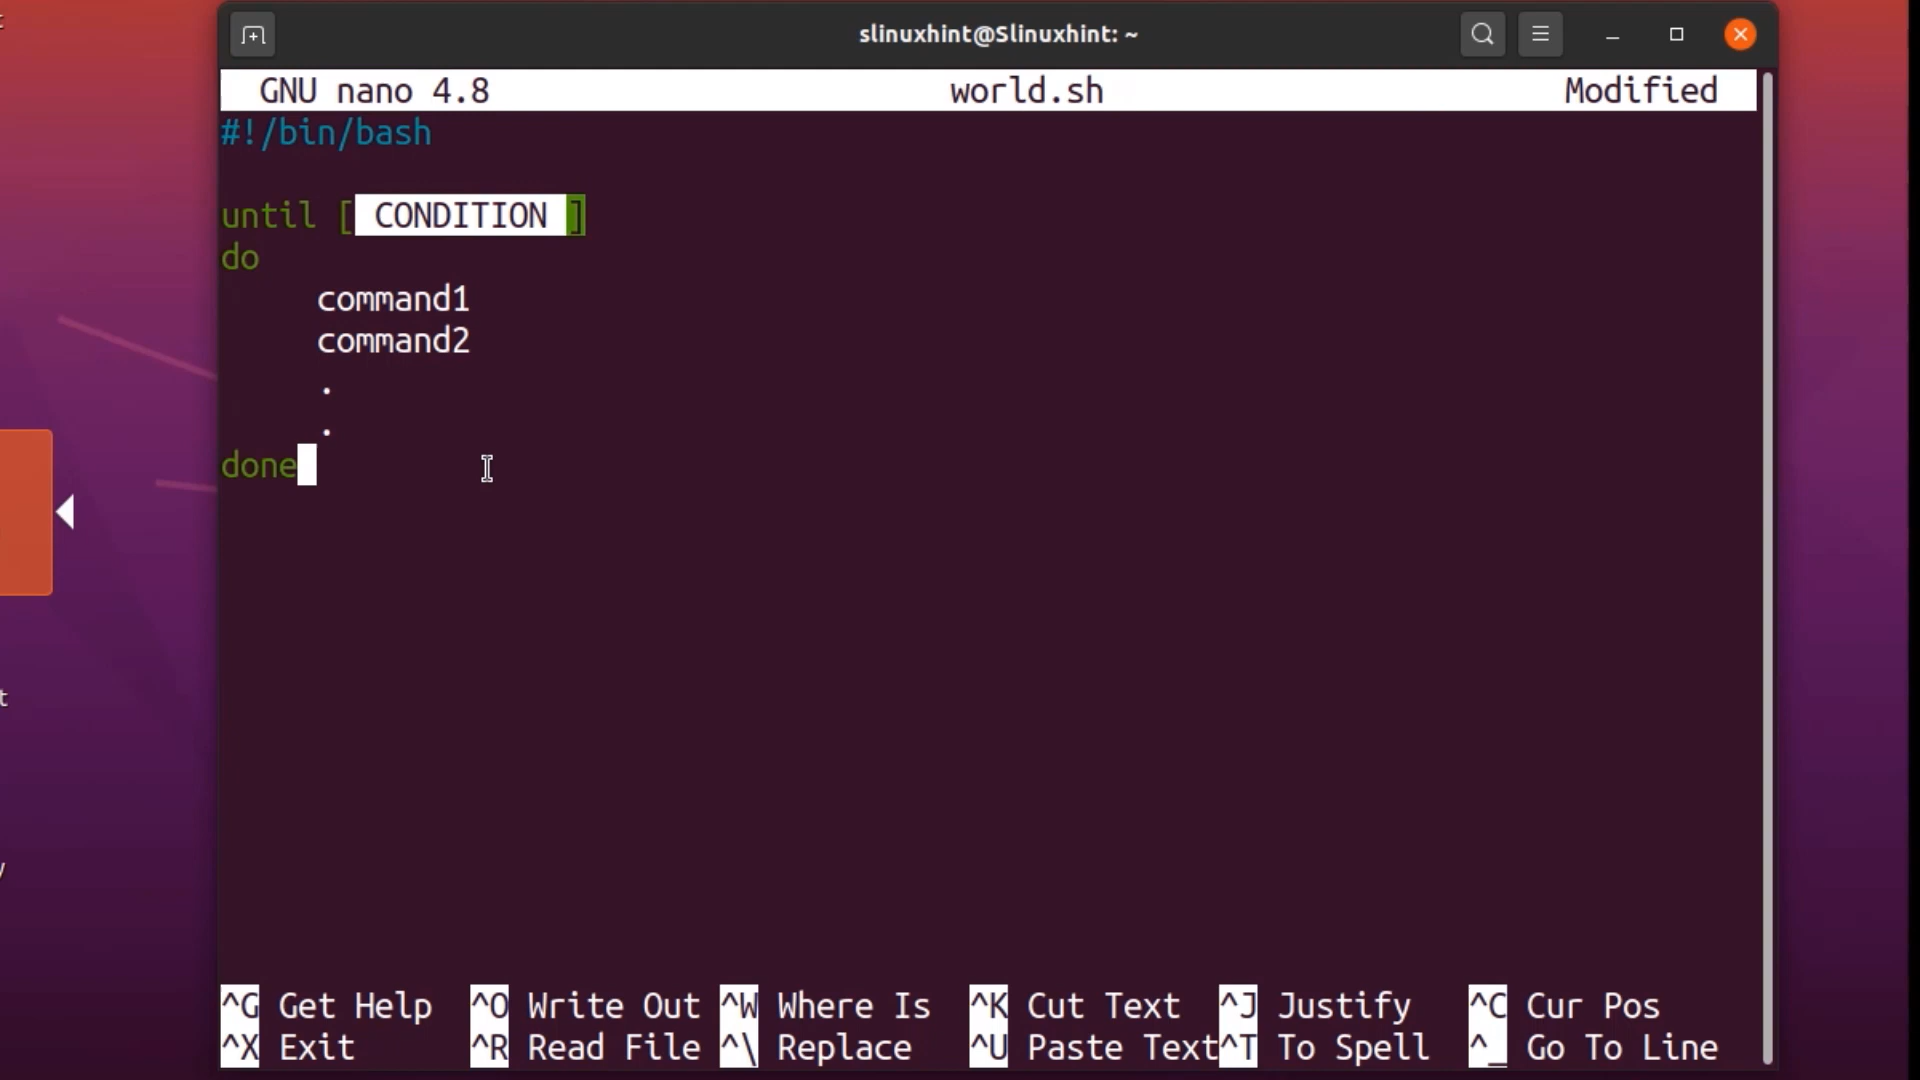 slinuxhint@Slinuxhint: ~
GNU nano 4.8 world.sh Modified
#!/bin/bash
until [ CONDITION ]
do
command1
command2
.
.
done
^G Get Help ^O Write Out ^W Where Is ^K Cut Text ^J Justify ^C Cur Pos
^X Exit ^R Read File ^\ Replace ^U Paste Text^T To Spell ^_ Go To Line